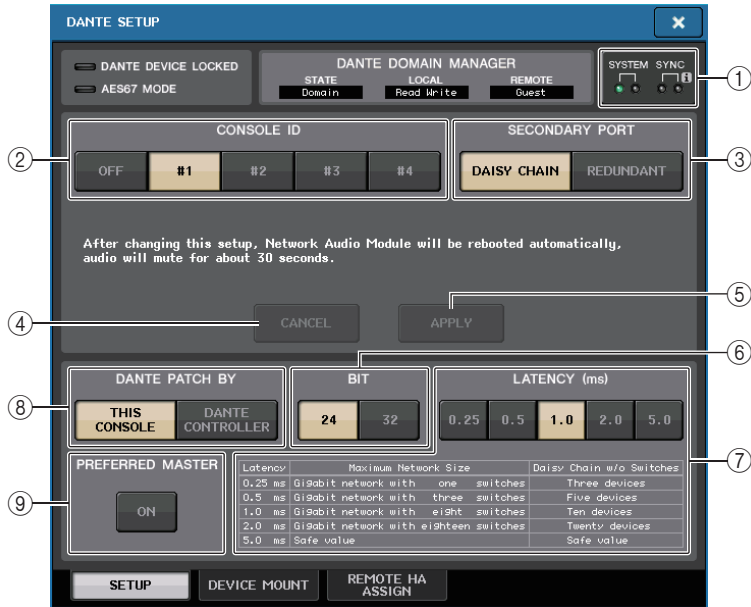 DANTE SETUP
×
DANTE DEVICE LOCKED
AES67 MODE
DANTE DOMAIN MANAGER
STATE LOCAL REMOTE
Domain Read Write Guest
SYSTEM SYNC
i
①
②
CONSOLE ID
OFF #1 #2 #3 #4
SECONDARY PORT
DAISY CHAIN REDUNDANT
③
After changing this setup, Network Audio Module will be rebooted automatically,
audio will mute for about 30 seconds.
④
CANCEL
APPLY
⑤
⑥
⑧
DANTE PATCH BY
THIS CONSOLE
DANTE CONTROLLER
BIT
24 32
LATENCY (ms)
0.25 0.5 1.0 2.0 5.0
⑨
PREFERRED MASTER
ON
Latency Maximum Network Size Daisy Chain w/o Switches
0.25 ms Gigabit network with one switches Three devices
0.5 ms Gigabit network with three switches Five devices
1.0 ms Gigabit network with eight switches Ten devices
2.0 ms Gigabit network with eighteen switches Twenty devices
5.0 ms Safe value Safe value
⑦
SETUP
DEVICE MOUNT
REMOTE HA
ASSIGN